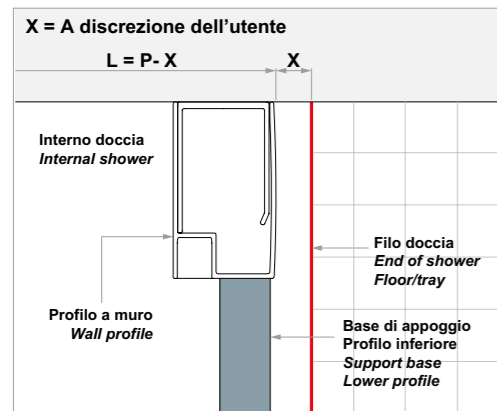 X = A discrezione dell'utente
L = P- X
X
Interno doccia
Internal shower
Filo doccia
End of shower
Floor/tray
Profilo a muro
Wall profile
Base di appoggio
Profilo inferiore
Support base
Lower profile